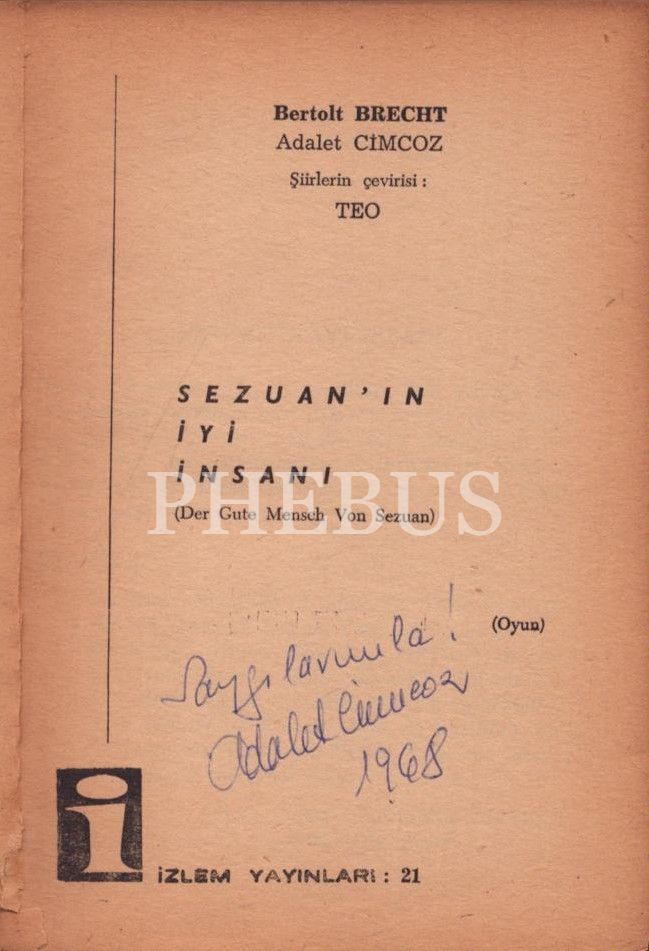 Bertolt BRECHT
Adalet CİMCOZ
Şiirlerin çevirisi :
TEO
SEZUAN'IN
İYİ
İNSANI
PHEBUS
(Der Gute Mensch Von Sezuan)
(Oyun)
Saygılarımla!
Adalet Cimcoz
1968
i
İZLEM YAYINLARI : 21